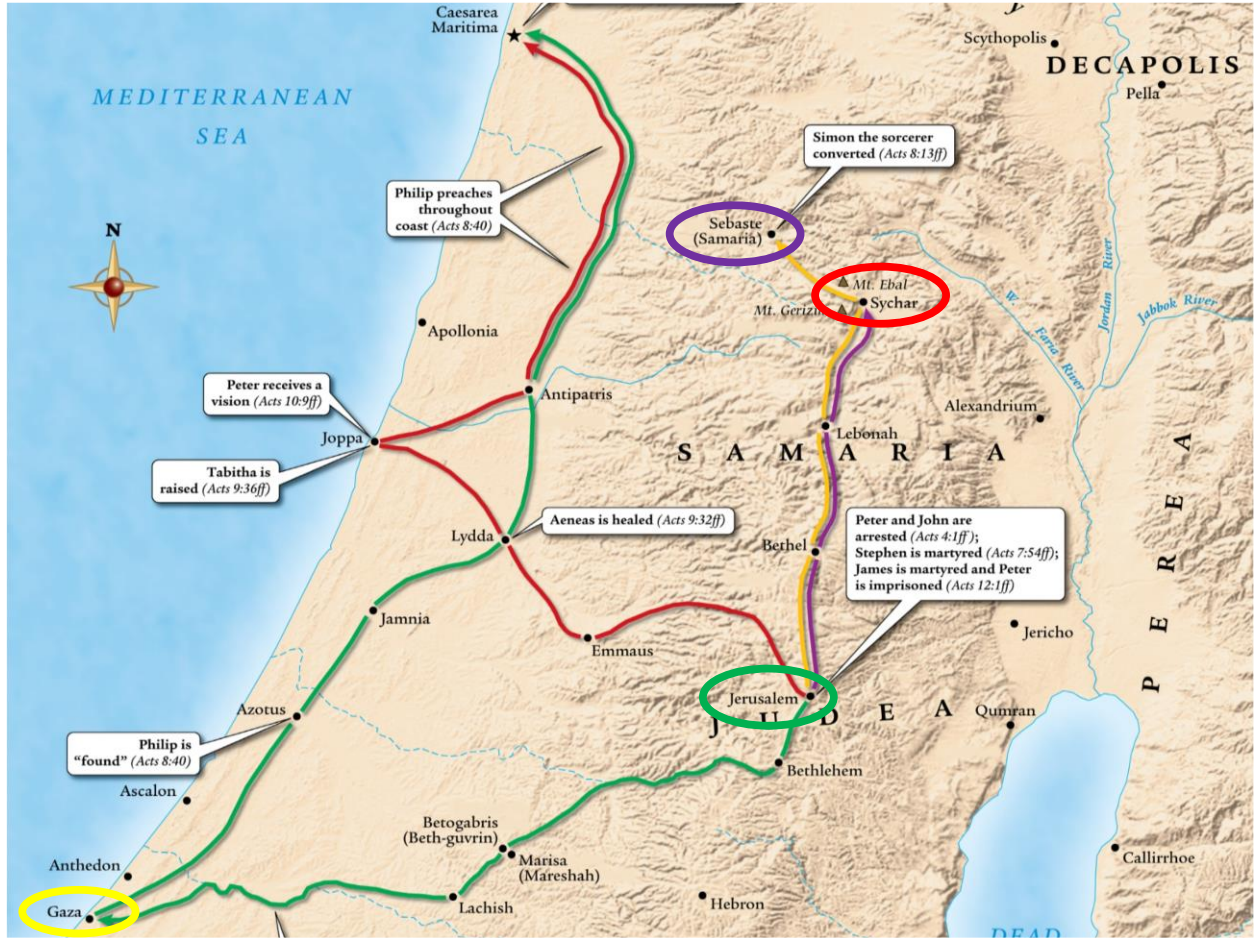 Caesarea
Maritima
Scythopolis
DECAPOLIS
Pella
MEDITERRANEAN
SEA
Simon the sorcerer
converted (Acts 8:13ff)
Philip preaches
throughout
coast (Acts 8:40)
N
Sebaste
(Samaria)
Mt. Ebal
Sychar
Mt. Gerizim
W. Faria River
Jordan River
Jabbok River
Apollonia
Peter receives a
vision (Acts 10:9ff)
Antipatris
Alexandrium
Joppa
Lebonah
SAMARIA
PEREA
Tabitha is
raised (Acts 9:36ff)
Lydda
Aeneas is healed (Acts 9:32ff)
Bethel
Peter and John are
arrested (Acts 4:1ff);
Stephen is martyred (Acts 7:54ff);
James is martyred and Peter
is imprisoned (Acts 12:1ff)
Jamnia
Emmaus
Jericho
Jerusalem
JUDEA
Qumran
Azotus
Philip is
"found" (Acts 8:40)
Bethlehem
Ascalon
Betogabris
(Beth-guvrin)
Marisa
(Mareshah)
Anthedon
Callirrhoe
Gaza
Lachish
Hebron
DEAD